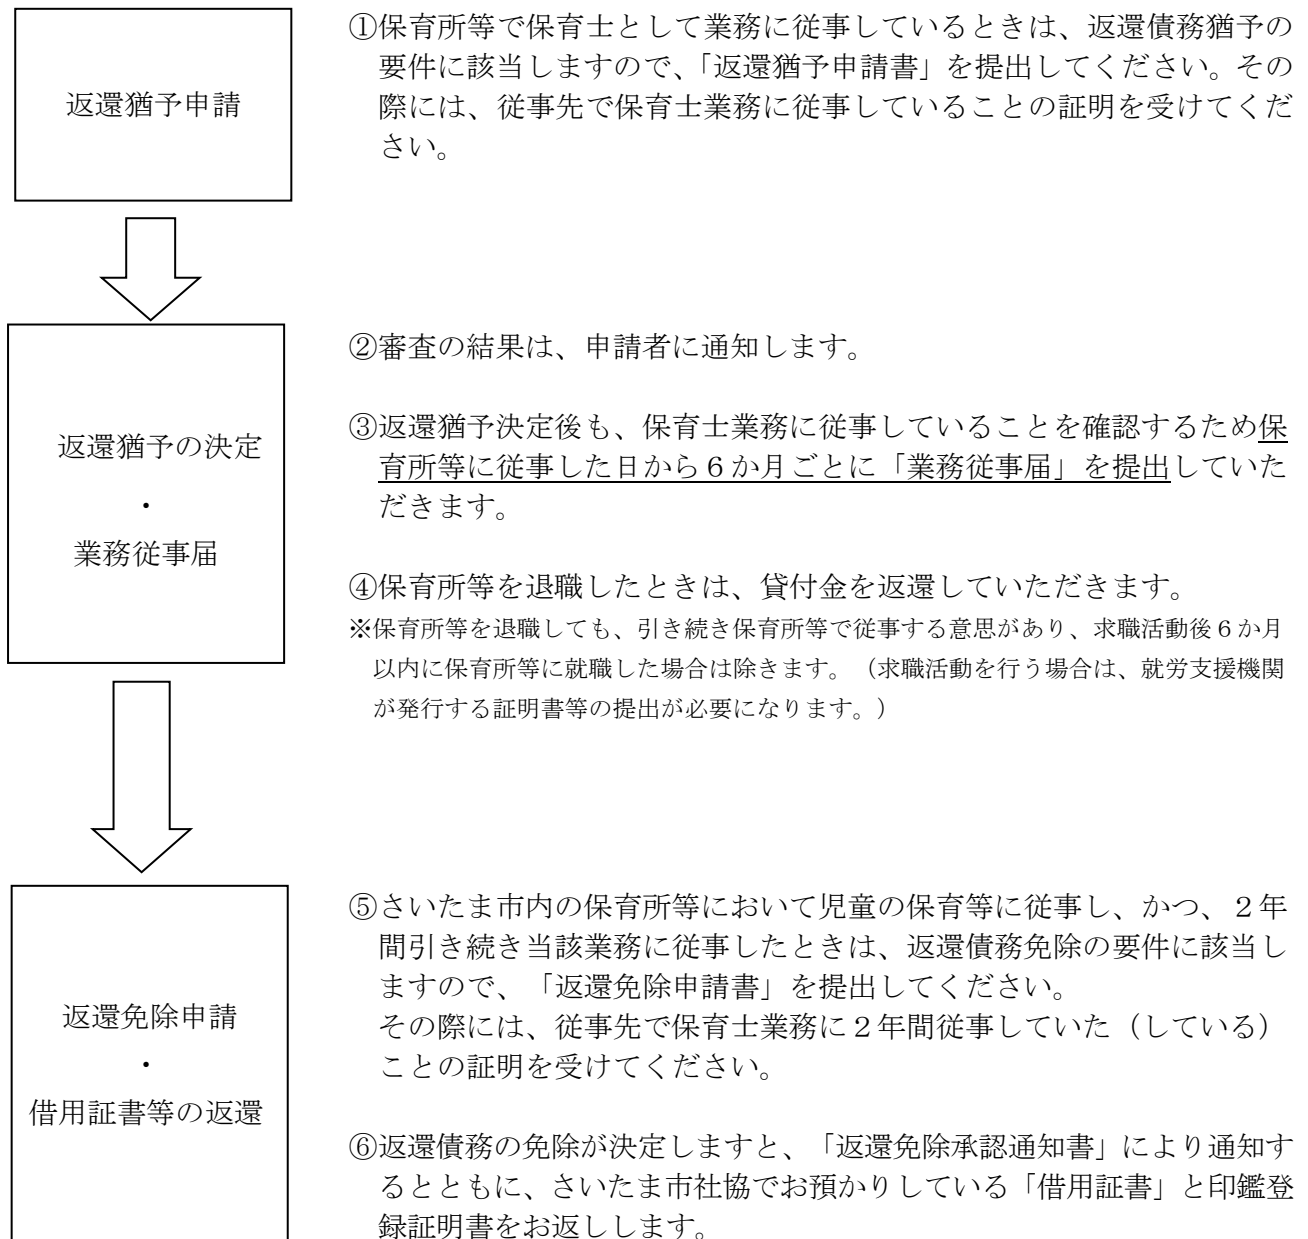 返還猶予申請
①保育所等で保育士として業務に従事しているときは、返還債務猶予の
要件に該当しますので、「返還猶予申請書」を提出してください。その
際には、従事先で保育士業務に従事していることの証明を受けてくだ
さい。
返還猶予の決定
・
業務従事届
②審査の結果は、申請者に通知します。
③返還猶予決定後も、保育士業務に従事していることを確認するため保
育所等に従事した日から6か月ごとに「業務従事届」を提出していた
だきます。
④保育所等を退職したときは、貸付金を返還していただきます。
※保育所等を退職しても、引き続き保育所等で従事する意思があり、求職活動後6か月
以内に保育所等に就職した場合は除きます。（求職活動を行う場合は、就労支援機関
が発行する証明書等の提出が必要になります。）
返還免除申請
・
借用証書等の返還
⑤さいたま市内の保育所等において児童の保育等に従事し、かつ、２年
間引き続き当該業務に従事したときは、返還債務免除の要件に該当し
ますので、「返還免除申請書」を提出してください。
その際には、従事先で保育士業務に２年間従事していた（している）
ことの証明を受けてください。
⑥返還債務の免除が決定しますと、「返還免除承認通知書」により通知す
るとともに、さいたま市社協でお預かりしている「借用証書」と印鑑登
録証明書をお返しします。